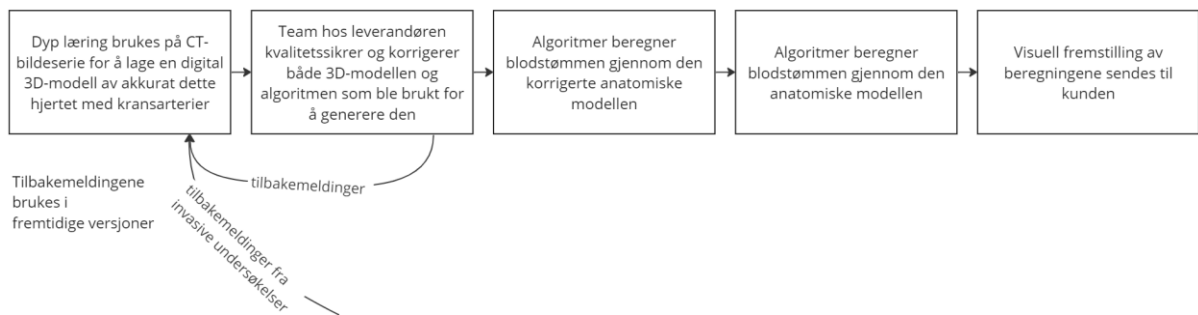 Dyp læring brukes på CT-
bildeserie for å lage en digital
3D-modell av akkurat dette
hjertet med kransarterier
Team hos leverandøren
kvalitetssikrer og korrigerer
både 3D-modellen og
algoritmen som ble brukt for
å generere den
Algoritmer beregner
blodstømmen gjennom den
korrigerte anatomiske
modellen
Algoritmer beregner
blodstømmen gjennom den
anatomiske modellen
Visuell fremstilling av
beregningene sendes til
kunden
tilbakemeldinger
Tilbakemeldingene
brukes i
fremtidige versjoner
tilbakemeldinger fra
invasive undersøkelser